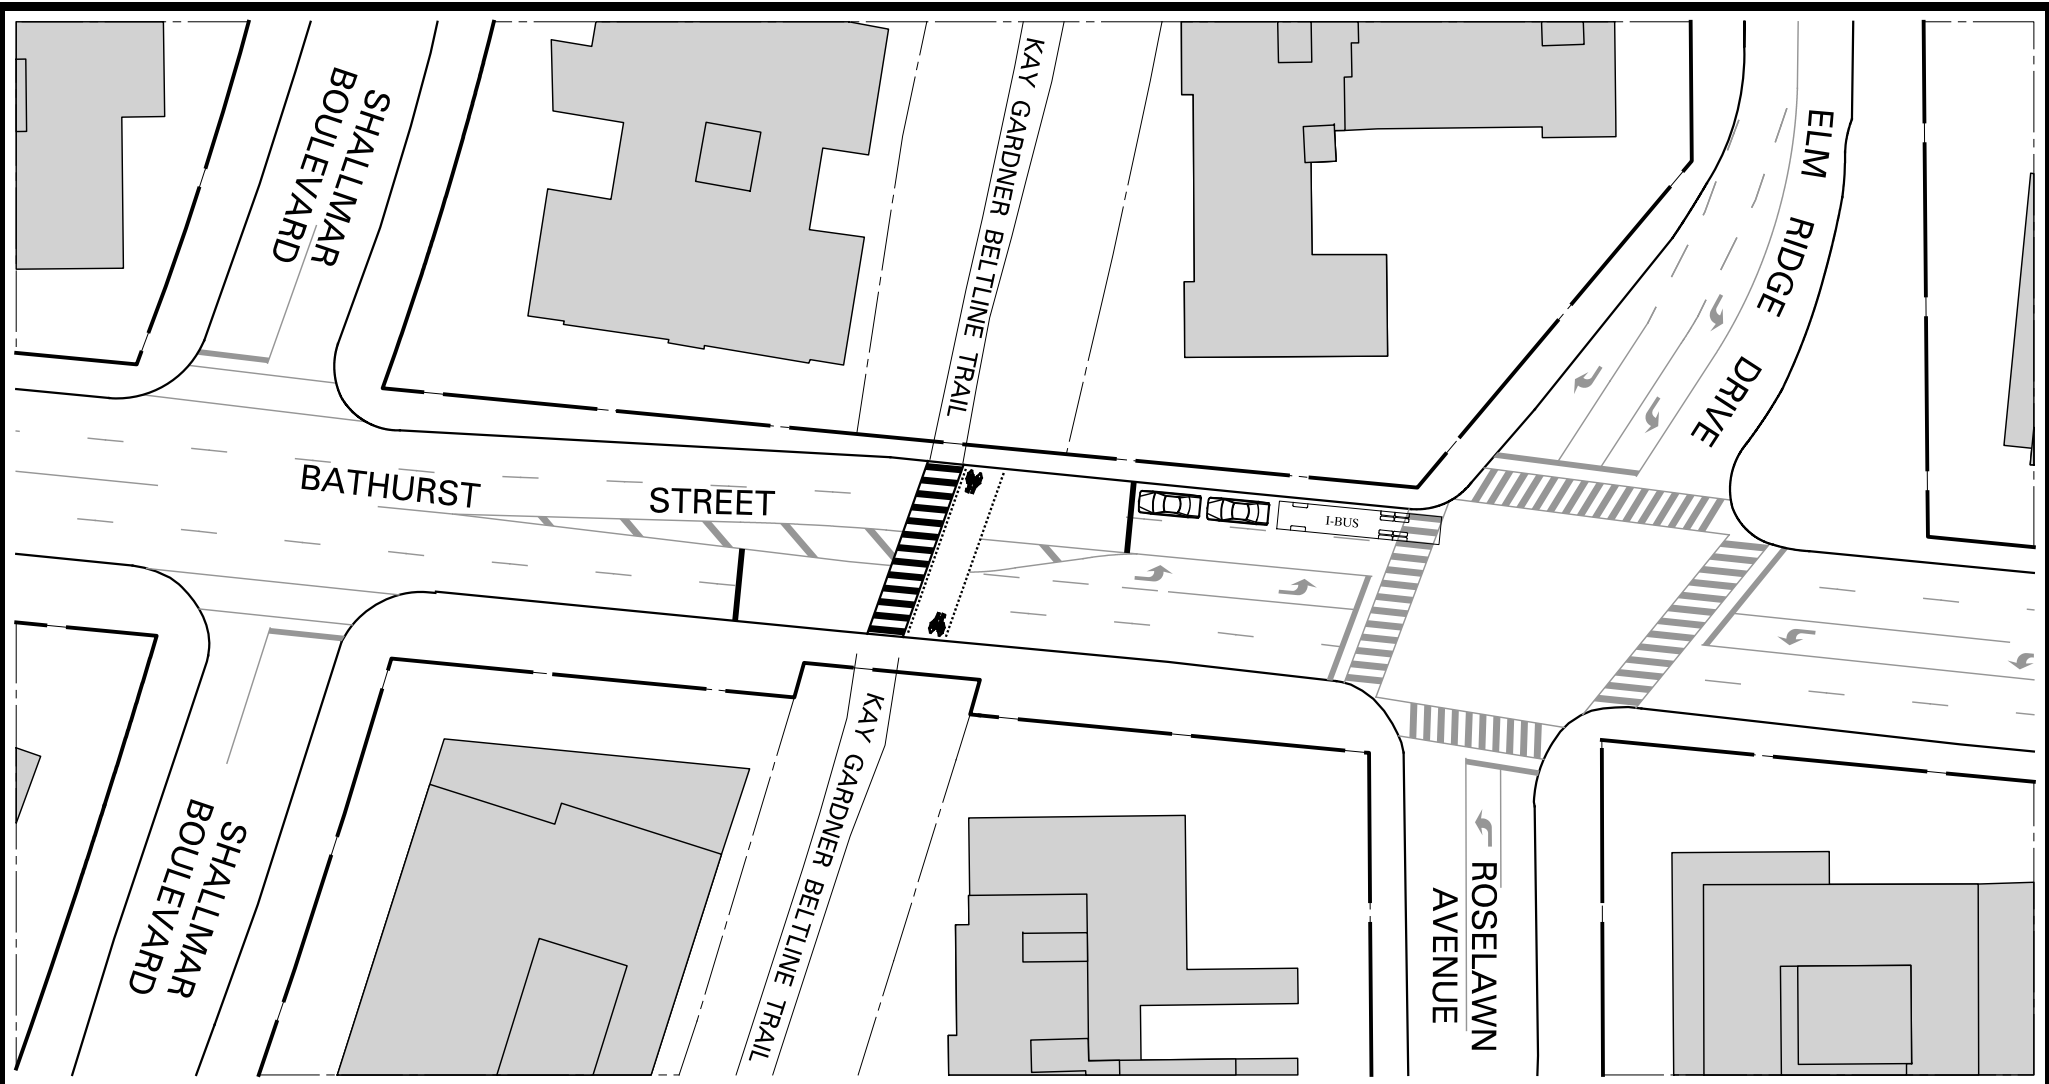 SHALLMAR
BOULEVARD
KAY GARDNER BELTLINE TRAIL
ELM RIDGE DRIVE
BATHURST STREET
I-BUS
SHALLMAR
BOULEVARD
KAY GARDNER BELTLINE TRAIL
ROSELAWN
AVENUE